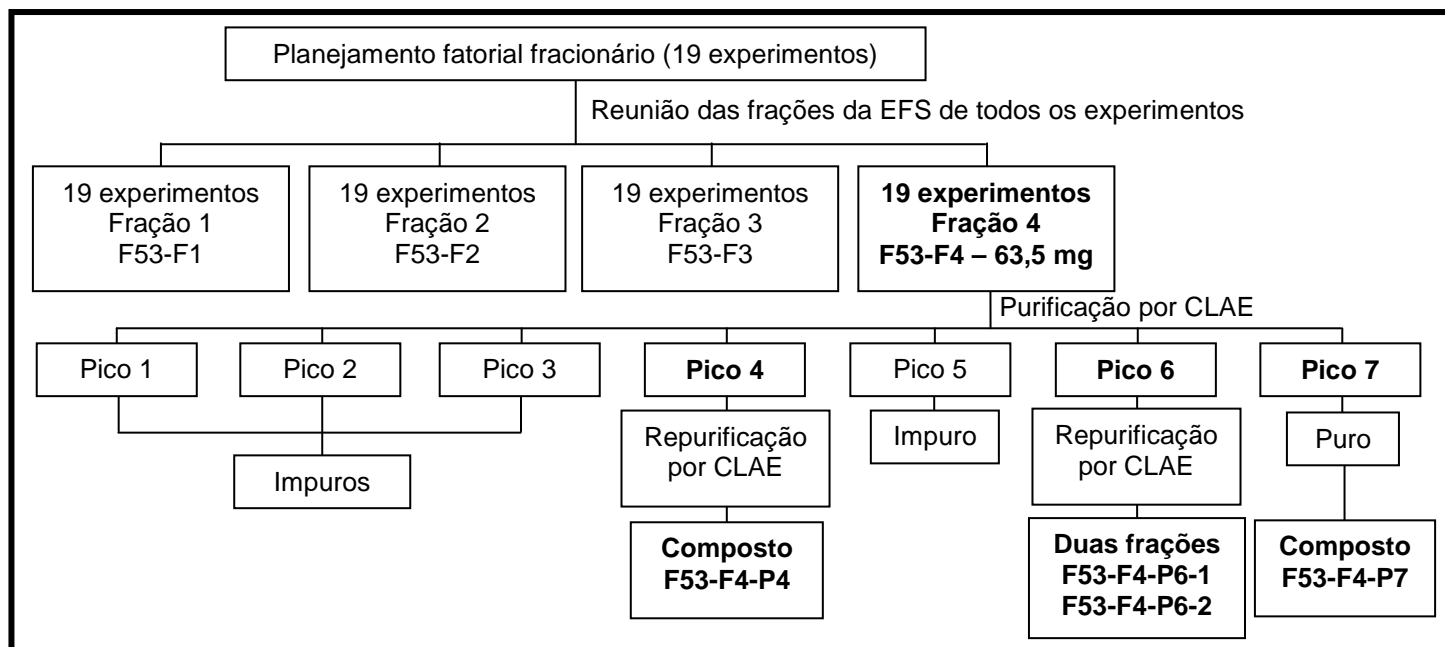 Planejamento fatorial fracionário (19 experimentos)
Reunião das frações da EFS de todos os experimentos
19 experimentos
Fração 1
F53-F1
19 experimentos
Fração 2
F53-F2
19 experimentos
Fração 3
F53-F3
19 experimentos
Fração 4
F53-F4 – 63,5 mg
Purificação por CLAE
Pico 1
Pico 2
Pico 3
Pico 4
Pico 5
Pico 6
Pico 7
Impuros
Repurificação
por CLAE
Impuro
Repurificação
por CLAE
Puro
Composto
F53-F4-P4
Duas frações
F53-F4-P6-1
F53-F4-P6-2
Composto
F53-F4-P7